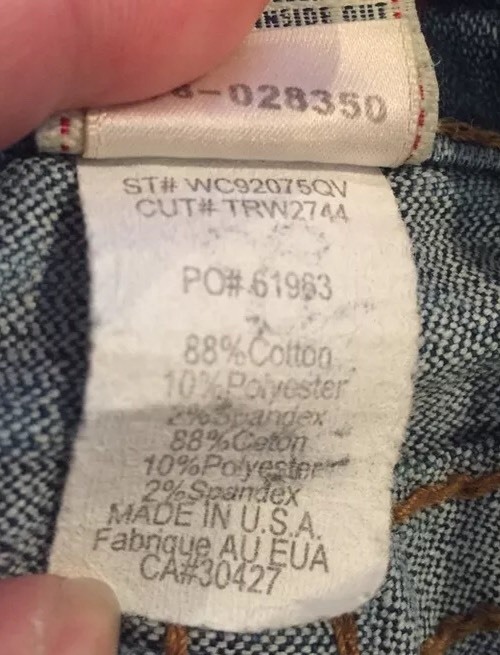 INSIDE OUT
8-028350
ST# WC92075QV
CUT# TRW2744
PO# 61963
88%Cotton
10%Polyester
2%Spandex
88%Coton
10%Polyester
2%Spandex
MADE IN U.S.A.
Fabrique AU EUA
CA#30427